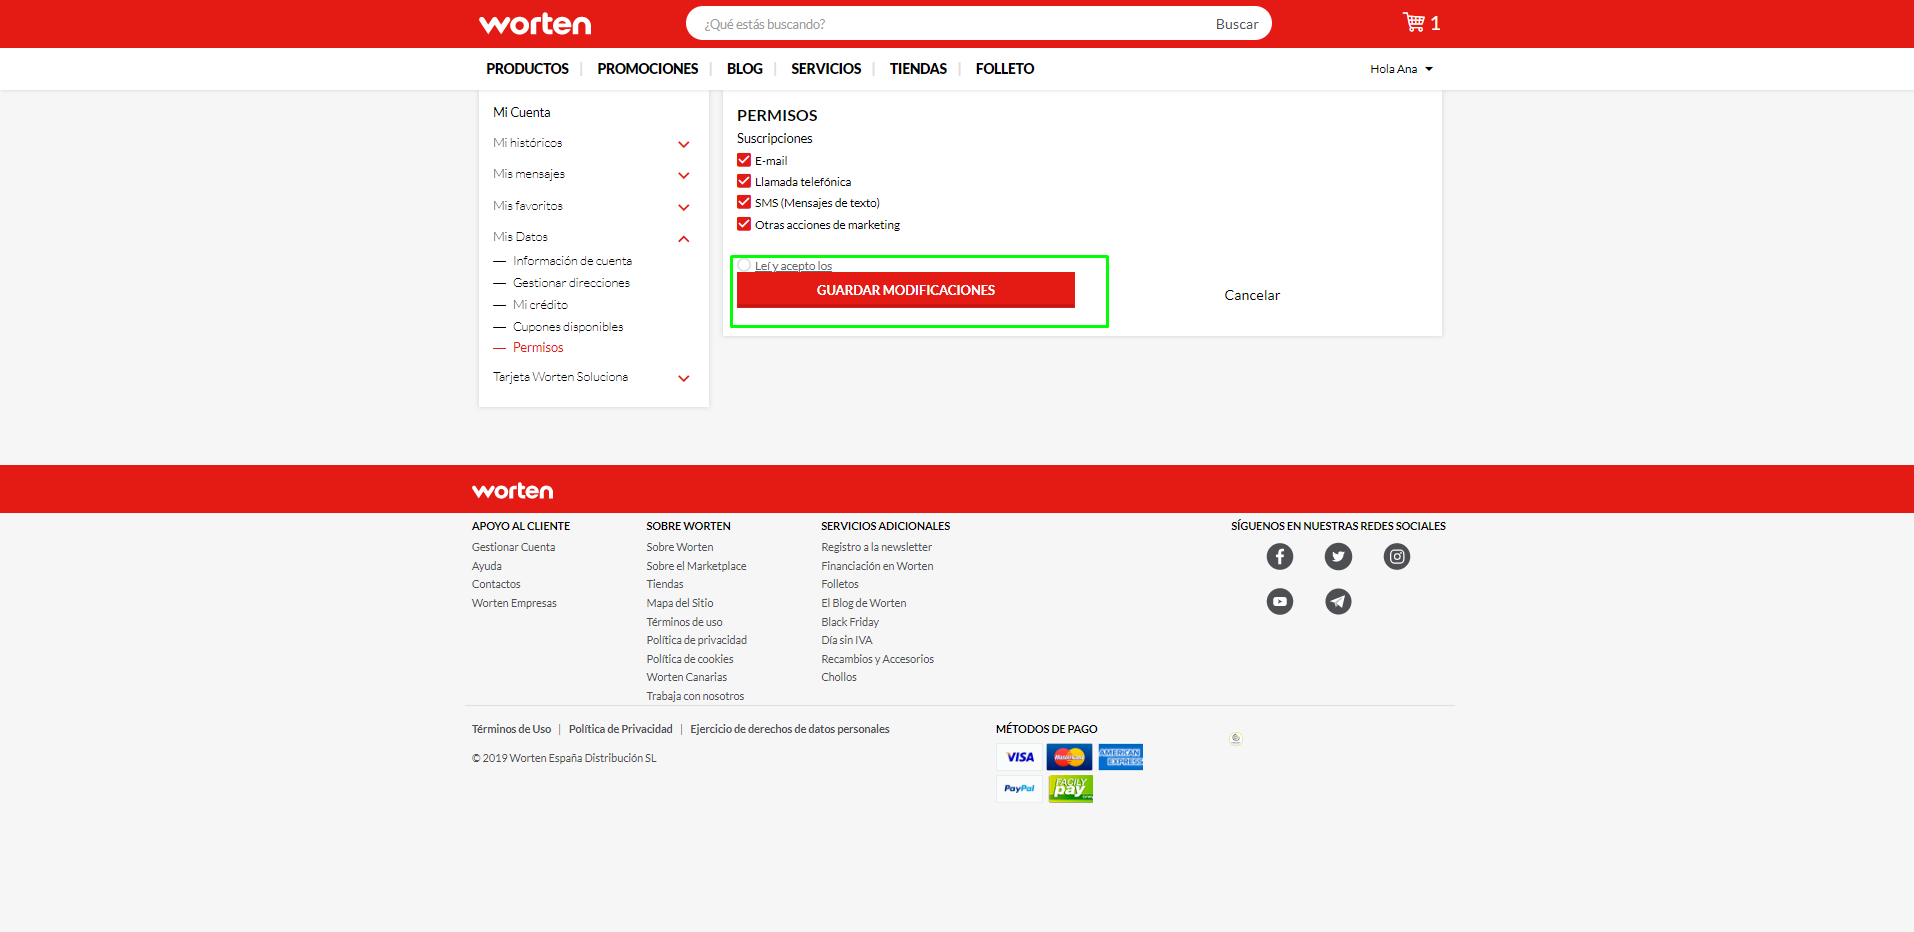 worten
¿Qué estás buscando?
Buscar
1
PRODUCTOS
PROMOCIONES
BLOG
SERVICIOS
TIENDAS
FOLLETO
Hola Ana
Mi Cuenta
Mi históricos
Mis mensajes
Mis favoritos
Mis Datos
Información de cuenta
Gestionar direcciones
Mi crédito
Cupones disponibles
Permisos
Tarjeta Worten Soluciona
PERMISOS
Suscripciones
E-mail
Llamada telefónica
SMS (Mensajes de texto)
Otras acciones de marketing
Leí y acepto los
GUARDAR MODIFICACIONES
Cancelar
worten
APOYO AL CLIENTE
Gestionar Cuenta
Ayuda
Contactos
Worten Empresas
SOBRE WORTEN
Sobre Worten
Sobre el Marketplace
Tiendas
Mapa del Sitio
Términos de uso
Política de privacidad
Política de cookies
Worten Canarias
Trabaja con nosotros
SERVICIOS ADICIONALES
Registro a la newsletter
Financiación en Worten
Folletos
El Blog de Worten
Black Friday
Día sin IVA
Recambios y Accesorios
Chollos
SÍGUENOS EN NUESTRAS REDES SOCIALES
Términos de Uso | Política de Privacidad | Ejercicio de derechos de datos personales
© 2019 Worten España Distribución SL
MÉTODOS DE PAGO
VISA
MasterCard
AMERICAN EXPRESS
PayPal
FACILY pay